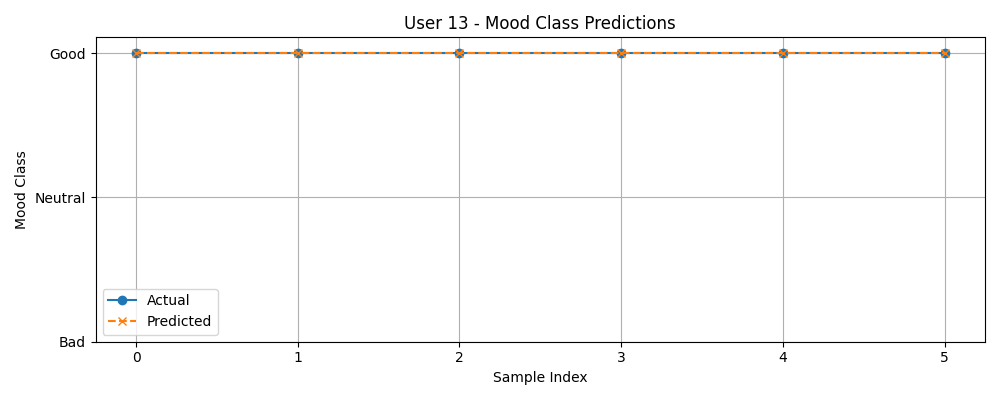 User 13 - Mood Class Predictions
Good
Neutral
Bad
Mood Class
Actual
Predicted
0 1 2 3 4 5
Sample Index